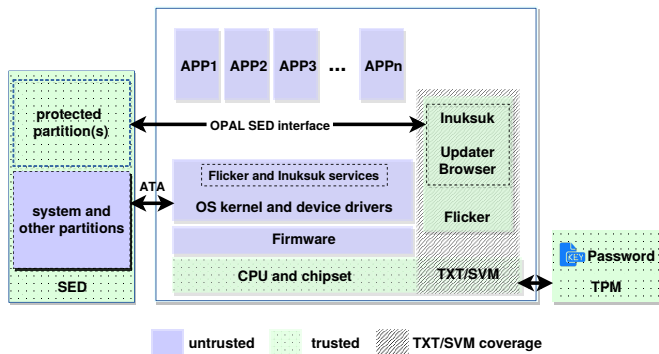 APP1 APP2 APP3 ... APPn
protected
partition(s)
OPAL SED interface
Inuksuk
Updater
Browser
Flicker
ATA
Flicker and Inuksuk services
OS kernel and device drivers
system and
other partitions
Firmware
CPU and chipset
TXT/SVM
SED
KEY
Password
TPM
untrusted
trusted
TXT/SVM coverage